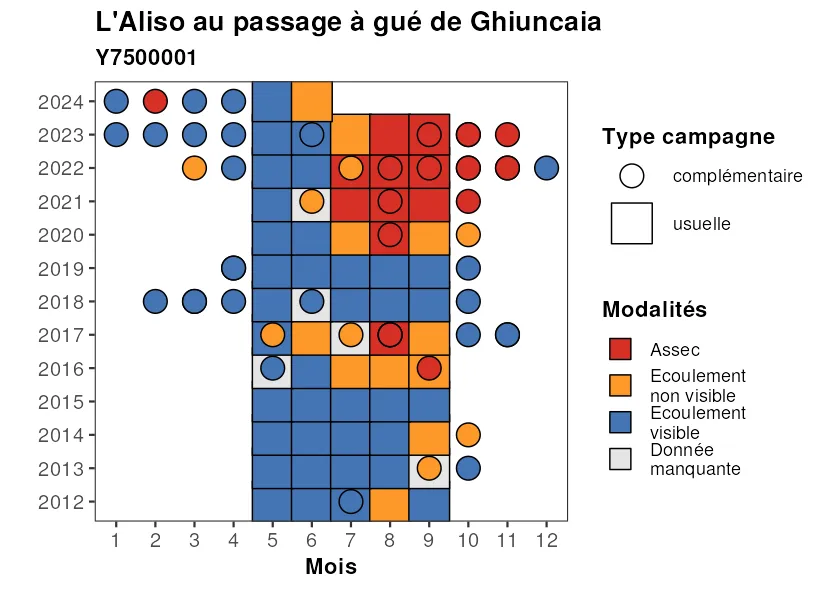 L'Aliso au passage à gué de Ghiuncaia
Y7500001
2024
2023
2022
2021
2020
2019
2018
2017
2016
2015
2014
2013
2012
1 2 3 4 5 6 7 8 9 10 11 12
Mois
Type campagne
complémentaire
usuelle
Modalités
Assec
Ecoulement
non visible
Ecoulement
visible
Donnée
manquante